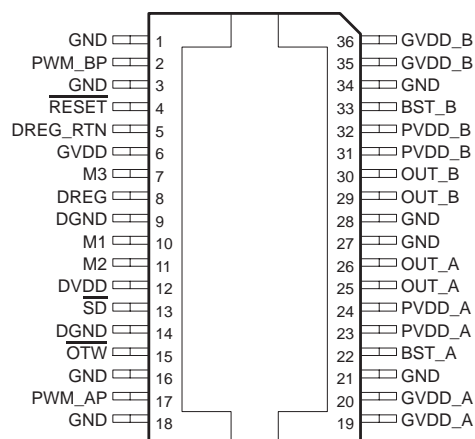 GND 1 36 GVDD_B
PWM_BP 2 35 GVDD_B
GND 3 34 GND
RESET 4 33 BST_B
DREG_RTN 5 32 PVDD_B
GVDD 6 31 PVDD_B
M3 7 30 OUT_B
DREG 8 29 OUT_B
DGND 9 28 GND
M1 10 27 GND
M2 11 26 OUT_A
DVDD 12 25 OUT_A
SD 13 24 PVDD_A
DGND 14 23 PVDD_A
OTW 15 22 BST_A
GND 16 21 GND
PWM_AP 17 20 GVDD_A
GND 18 19 GVDD_A